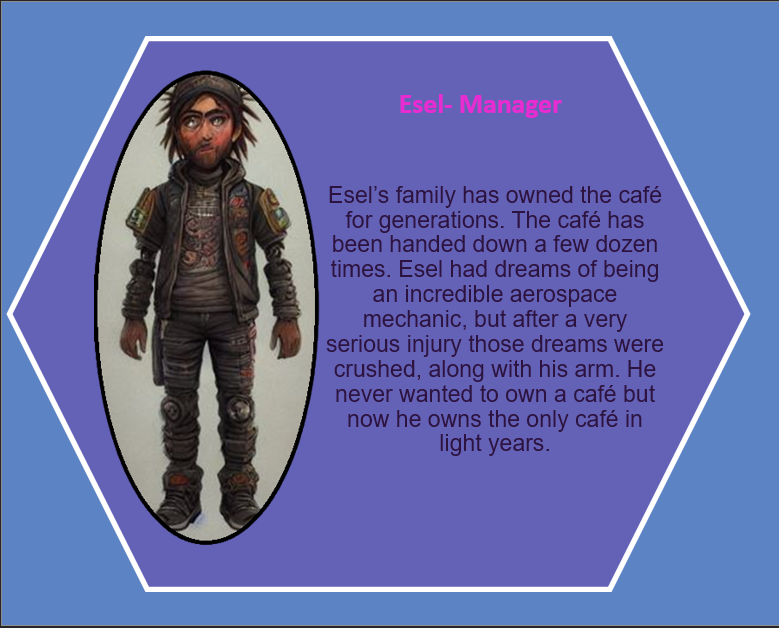 Esel- Manager
Esel’s family has owned the café
for generations. The café has
been handed down a few dozen
times. Esel had dreams of being
an incredible aerospace
mechanic, but after a very
serious injury those dreams were
crushed, along with his arm. He
never wanted to own a café but
now he owns the only café in
light years.